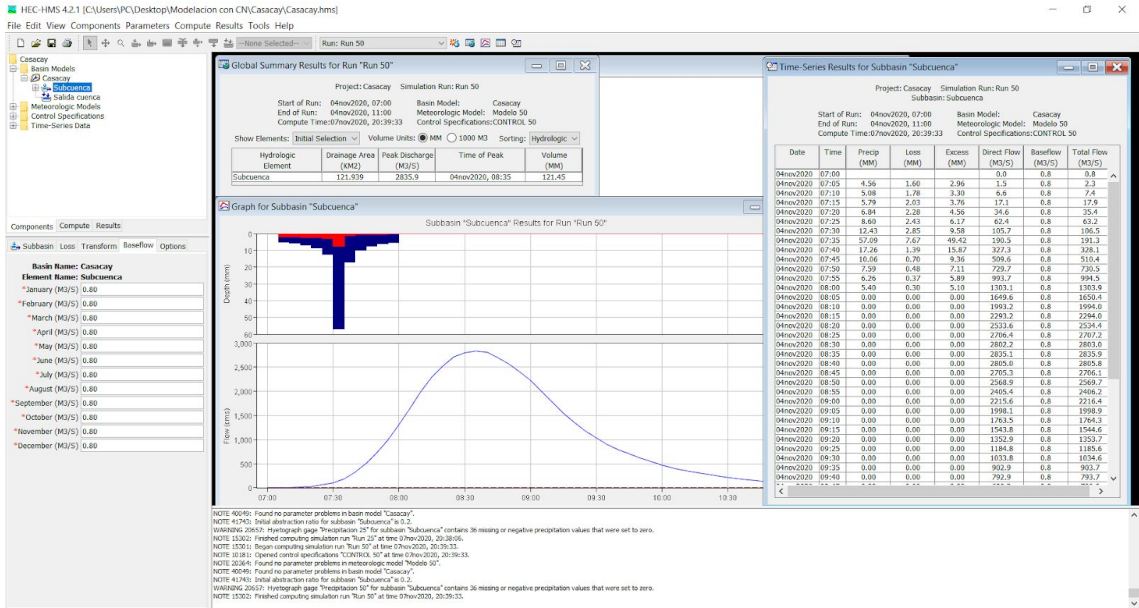 HEC-HMS 4.2.1 [C:\Users\PC\Desktop\Modelacion con CN\Casacay\Casacay.hms]
File Edit View Components Parameters Compute Results Tools Help
--None Selected-- Run: Run 50
Casacay
Basin Models
Casacay
Subcuenca
Salida cuenca
Meteorologic Models
Control Specifications
Time-Series Data
Components Compute Results
Subbasin Loss Transform Baseflow Options
Basin Name: Casacay
Element Name: Subcuenca
*January (M3/S) 0.80
*February (M3/S) 0.80
*March (M3/S) 0.80
*April (M3/S) 0.80
*May (M3/S) 0.80
*June (M3/S) 0.80
*July (M3/S) 0.80
*August (M3/S) 0.80
*September (M3/S) 0.80
*October (M3/S) 0.80
*November (M3/S) 0.80
*December (M3/S) 0.80
Global Summary Results for Run "Run 50"
Project: Casacay Simulation Run: Run 50
Start of Run: 04nov2020, 07:00 Basin Model: Casacay
End of Run: 04nov2020, 11:00 Meteorologic Model: Modelo 50
Compute Time:07nov2020, 20:39:33 Control Specifications:CONTROL 50
Show Elements: Initial Selection Volume Units: MM 1000 M3 Sorting: Hydrologic
Hydrologic Element Drainage Area (KM2) Peak Discharge (M3/S) Time of Peak Volume (MM)
Subcuenca 121.939 2835.9 04nov2020, 08:35 121.45
Graph for Subbasin "Subcuenca"
Subbasin "Subcuenca" Results for Run "Run 50"
Depth (mm)
0
10
20
30
40
50
60
Flow (cms)
3,000
2,500
2,000
1,500
1,000
500
0
07:00 07:30 08:00 08:30 09:00 09:30 10:00 10:30
Time-Series Results for Subbasin "Subcuenca"
Project: Casacay Simulation Run: Run 50
Subbasin: Subcuenca
Start of Run: 04nov2020, 07:00 Basin Model: Casacay
End of Run: 04nov2020, 11:00 Meteorologic Model: Modelo 50
Compute Time:07nov2020, 20:39:33 Control Specifications:CONTROL 50
Date Time Precip (MM) Loss (MM) Excess (MM) Direct Flow (M3/S) Baseflow (M3/S) Total Flow (M3/S)
04nov2020 07:00 0.0 0.8 0.8
04nov2020 07:05 4.56 1.60 2.96 1.5 0.8 2.3
04nov2020 07:10 5.08 1.78 3.30 6.6 0.8 7.4
04nov2020 07:15 5.79 2.03 3.76 17.1 0.8 17.9
04nov2020 07:20 6.84 2.28 4.56 34.6 0.8 35.4
04nov2020 07:25 8.60 2.43 6.17 62.4 0.8 63.2
04nov2020 07:30 12.43 2.85 9.58 105.7 0.8 106.5
04nov2020 07:35 57.09 7.67 49.42 190.5 0.8 191.3
04nov2020 07:40 17.26 1.39 15.87 327.3 0.8 328.1
04nov2020 07:45 10.06 0.70 9.36 509.6 0.8 510.4
04nov2020 07:50 7.59 0.48 7.11 729.7 0.8 730.5
04nov2020 07:55 6.26 0.37 5.89 993.7 0.8 994.5
04nov2020 08:00 5.40 0.30 5.10 1303.1 0.8 1303.9
04nov2020 08:05 0.00 0.00 0.00 1649.6 0.8 1650.4
04nov2020 08:10 0.00 0.00 0.00 1993.2 0.8 1994.0
04nov2020 08:15 0.00 0.00 0.00 2293.2 0.8 2294.0
04nov2020 08:20 0.00 0.00 0.00 2533.6 0.8 2534.4
04nov2020 08:25 0.00 0.00 0.00 2706.4 0.8 2707.2
04nov2020 08:30 0.00 0.00 0.00 2802.2 0.8 2803.0
04nov2020 08:35 0.00 0.00 0.00 2835.1 0.8 2835.9
04nov2020 08:40 0.00 0.00 0.00 2805.0 0.8 2805.8
04nov2020 08:45 0.00 0.00 0.00 2705.3 0.8 2706.1
04nov2020 08:50 0.00 0.00 0.00 2568.9 0.8 2569.7
04nov2020 08:55 0.00 0.00 0.00 2405.4 0.8 2406.2
04nov2020 09:00 0.00 0.00 0.00 2215.6 0.8 2216.4
04nov2020 09:05 0.00 0.00 0.00 1998.1 0.8 1998.9
04nov2020 09:10 0.00 0.00 0.00 1763.5 0.8 1764.3
04nov2020 09:15 0.00 0.00 0.00 1543.8 0.8 1544.6
04nov2020 09:20 0.00 0.00 0.00 1352.9 0.8 1353.7
04nov2020 09:25 0.00 0.00 0.00 1184.8 0.8 1185.6
04nov2020 09:30 0.00 0.00 0.00 1033.8 0.8 1034.6
04nov2020 09:35 0.00 0.00 0.00 902.9 0.8 903.7
04nov2020 09:40 0.00 0.00 0.00 792.9 0.8 793.7
NOTE 40049: Found no parameter problems in basin model "Casacay".
NOTE 41743: Initial abstraction ratio for subbasin "Subcuenca" is 0.2.
WARNING 20657: Hyetograph gage "Precipitacion 25" for subbasin "Subcuenca" contains 36 missing or negative precipitation values that were set to zero.
NOTE 15302: Finished computing simulation run "Run 25" at time 07nov2020, 20:38:06.
NOTE 15301: Began computing simulation run "Run 50" at time 07nov2020, 20:39:33.
NOTE 10181: Opened control specifications "CONTROL 50" at time 07nov2020, 20:39:33.
NOTE 20364: Found no parameter problems in meteorologic model "Modelo 50".
NOTE 40049: Found no parameter problems in basin model "Casacay".
NOTE 41743: Initial abstraction ratio for subbasin "Subcuenca" is 0.2.
WARNING 20657: Hyetograph gage "Precipitacion 50" for subbasin "Subcuenca" contains 36 missing or negative precipitation values that were set to zero.
NOTE 15302: Finished computing simulation run "Run 50" at time 07nov2020, 20:39:33.